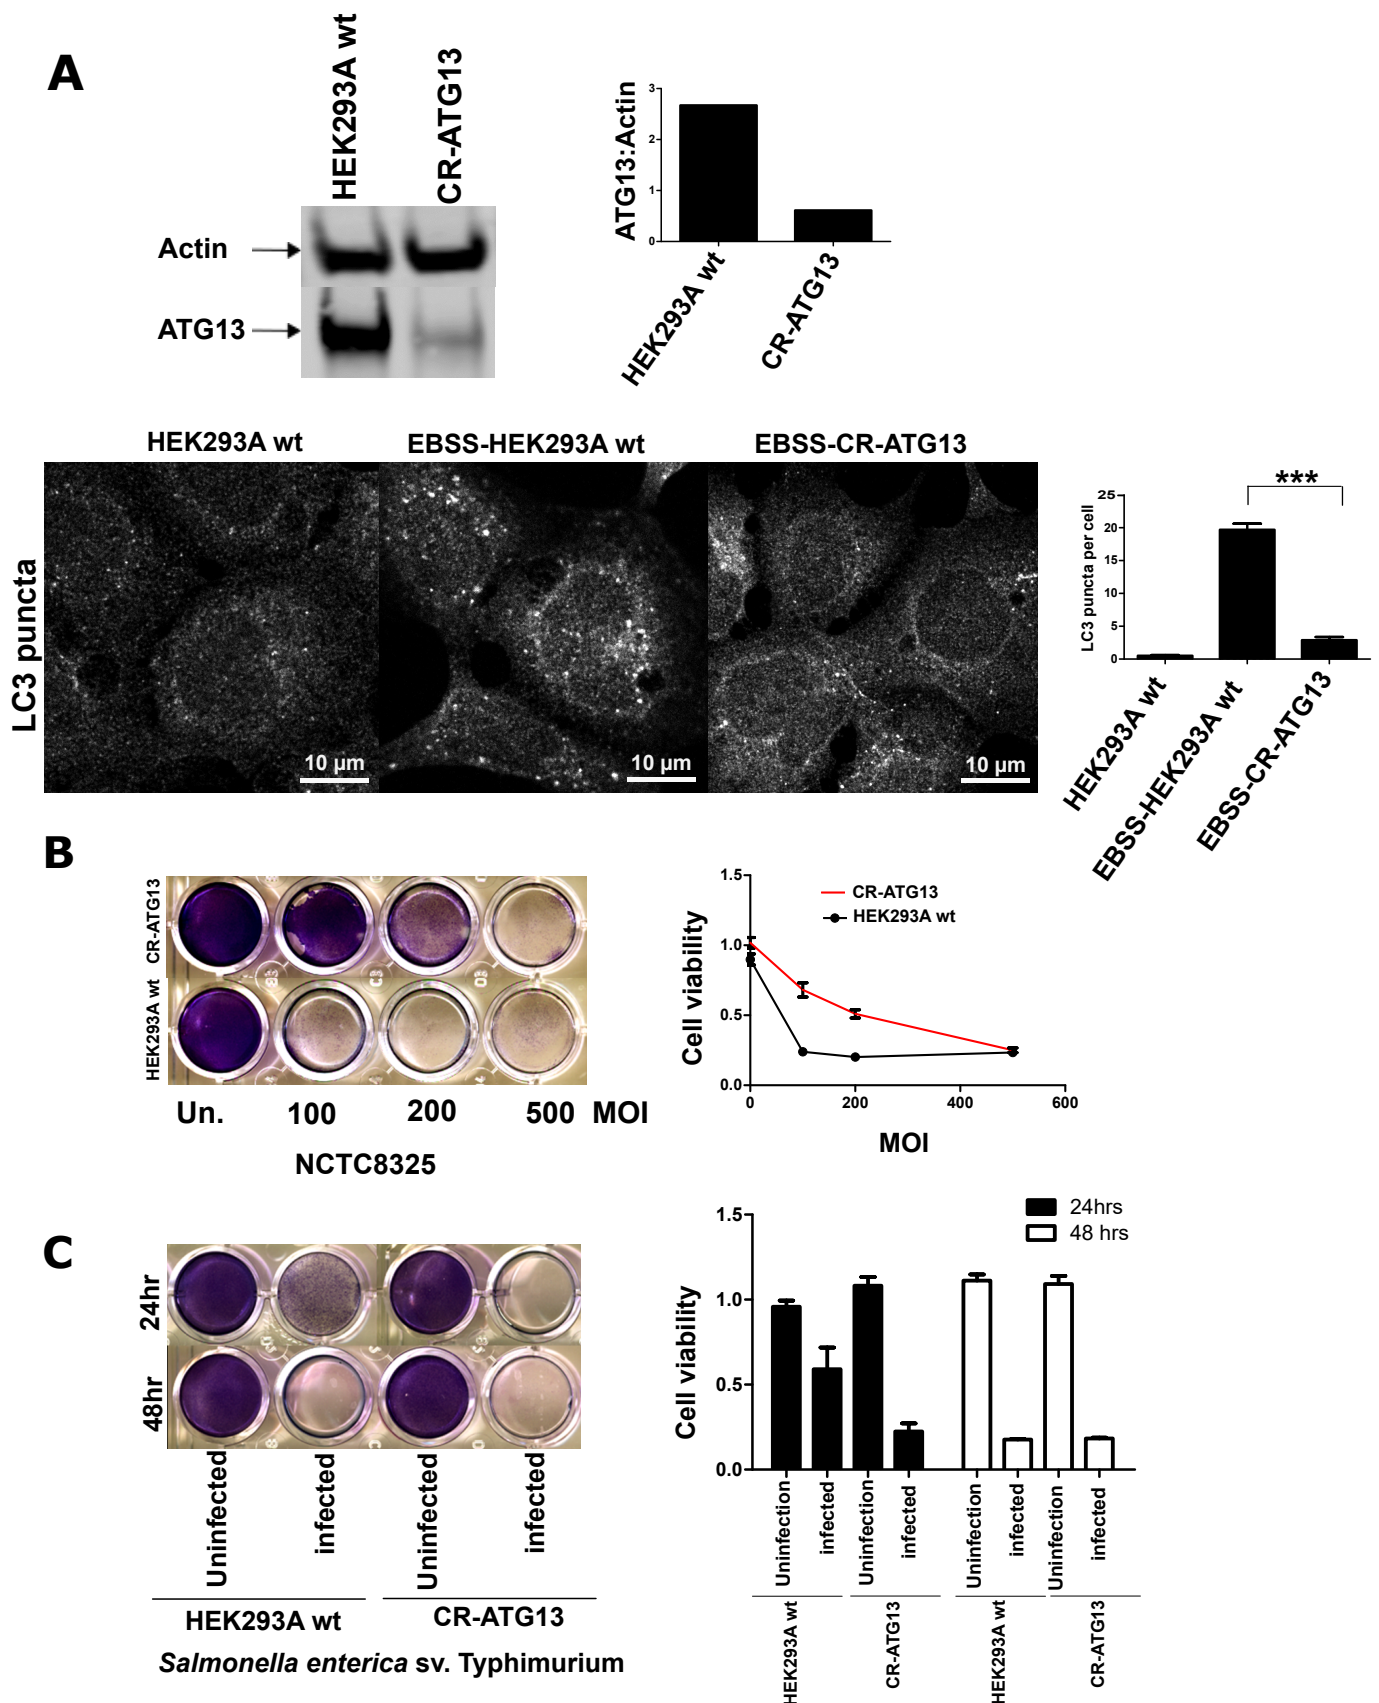 A
HEK293A wt
CR-ATG13
Actin
ATG13
ATG13:Actin
3
2
1
0
HEK293A wt
CR-ATG13
HEK293A wt
EBSS-HEK293A wt
EBSS-CR-ATG13
LC3 puncta
10 µm
10 µm
10 µm
LC3 puncta per cell
25
20
15
10
5
0
***
HEK293A wt
EBSS-HEK293A wt
EBSS-CR-ATG13
B
CR-ATG13
HEK293A wt
Un. 100 200 500 MOI
NCTC8325
Cell viability
1.5
1.0
0.5
0.0
CR-ATG13
HEK293A wt
0 200 400 600
MOI
C
24hr
48hr
Uninfected
infected
Uninfected
infected
HEK293A wt
CR-ATG13
Salmonella enterica sv. Typhimurium
Cell viability
1.5
1.0
0.5
0.0
24hrs
48 hrs
Uninfection
infected
Uninfection
infected
Uninfection
infected
Uninfection
infected
HEK293A wt
CR-ATG13
HEK293A wt
CR-ATG13